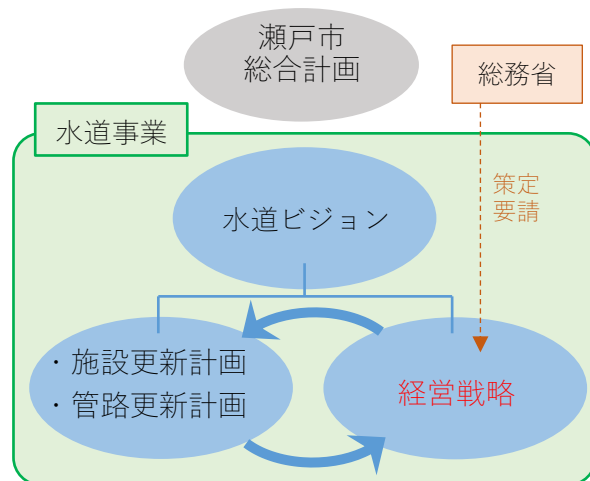 瀬戸市
総合計画
総務省
水道事業
策定
要請
水道ビジョン
・施設更新計画
・管路更新計画
経営戦略